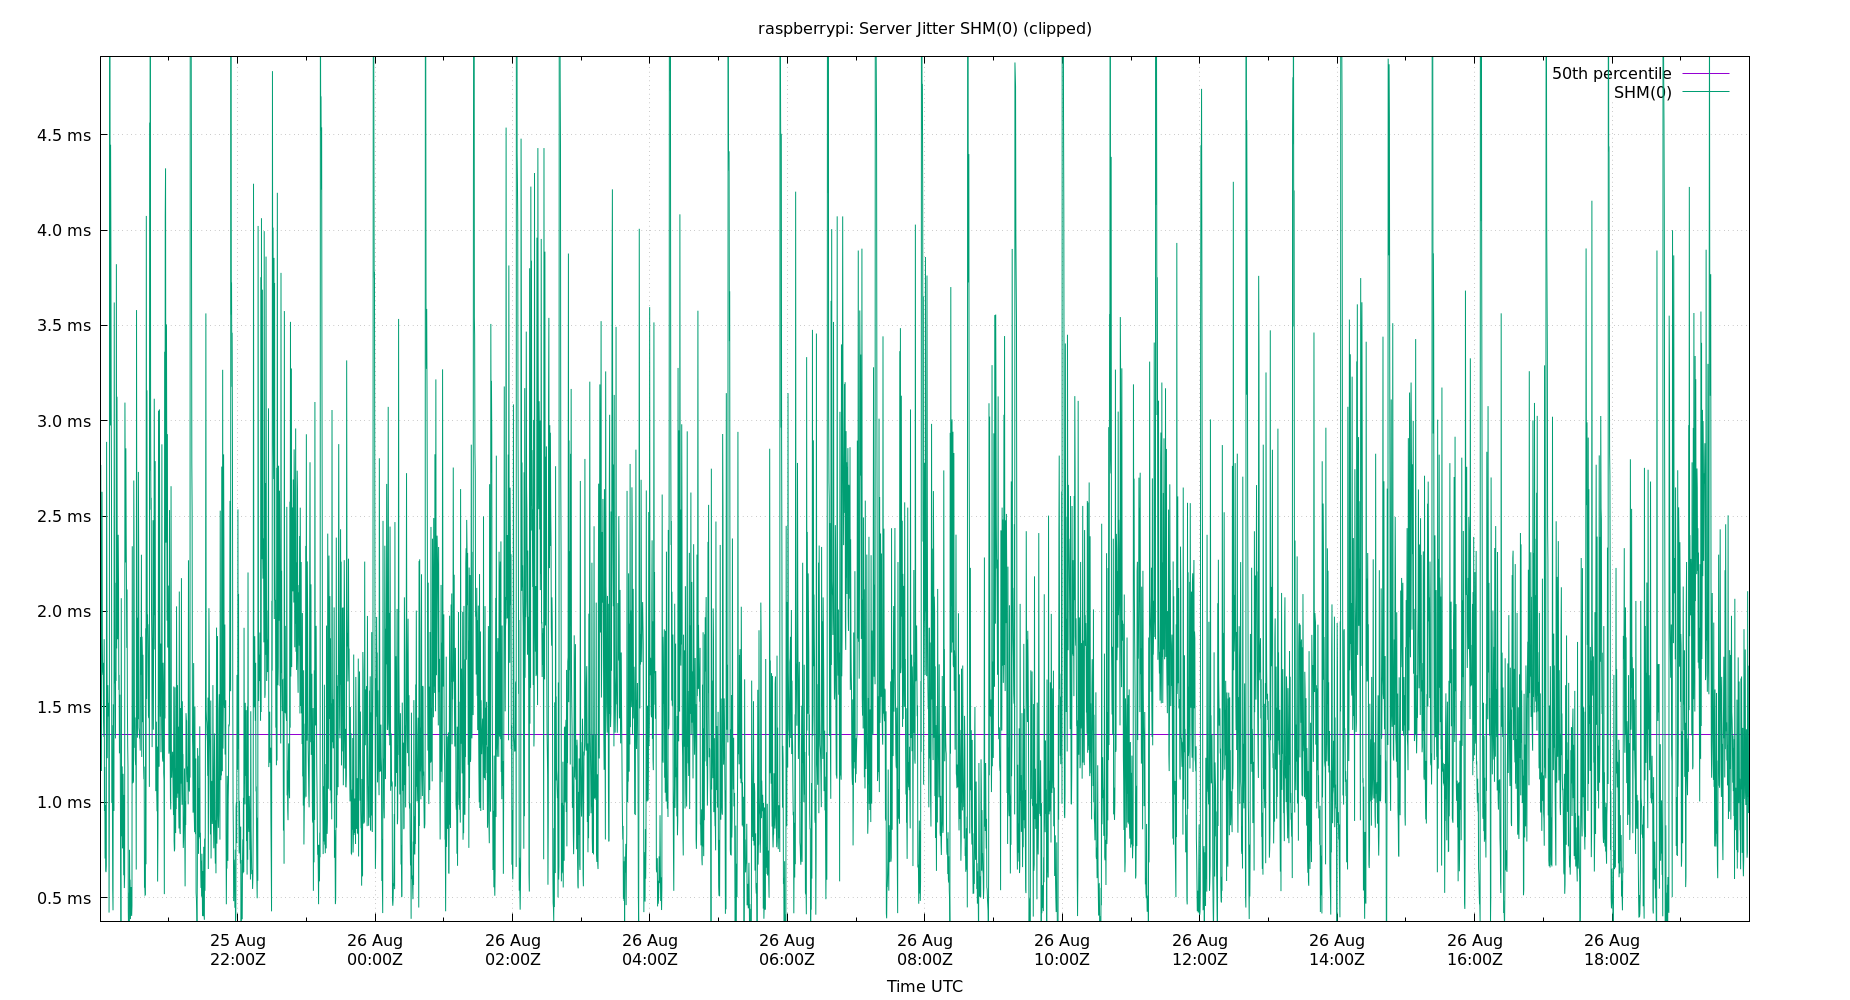 raspberrypi: Server Jitter SHM(0) (clipped)
50th percentile
SHM(0)
4.5 ms
4.0 ms
3.5 ms
3.0 ms
2.5 ms
2.0 ms
1.5 ms
1.0 ms
0.5 ms
25 Aug 26 Aug 26 Aug 26 Aug 26 Aug 26 Aug 26 Aug 26 Aug 26 Aug 26 Aug 26 Aug
22:00Z 00:00Z 02:00Z 04:00Z 06:00Z 08:00Z 10:00Z 12:00Z 14:00Z 16:00Z 18:00Z
Time UTC